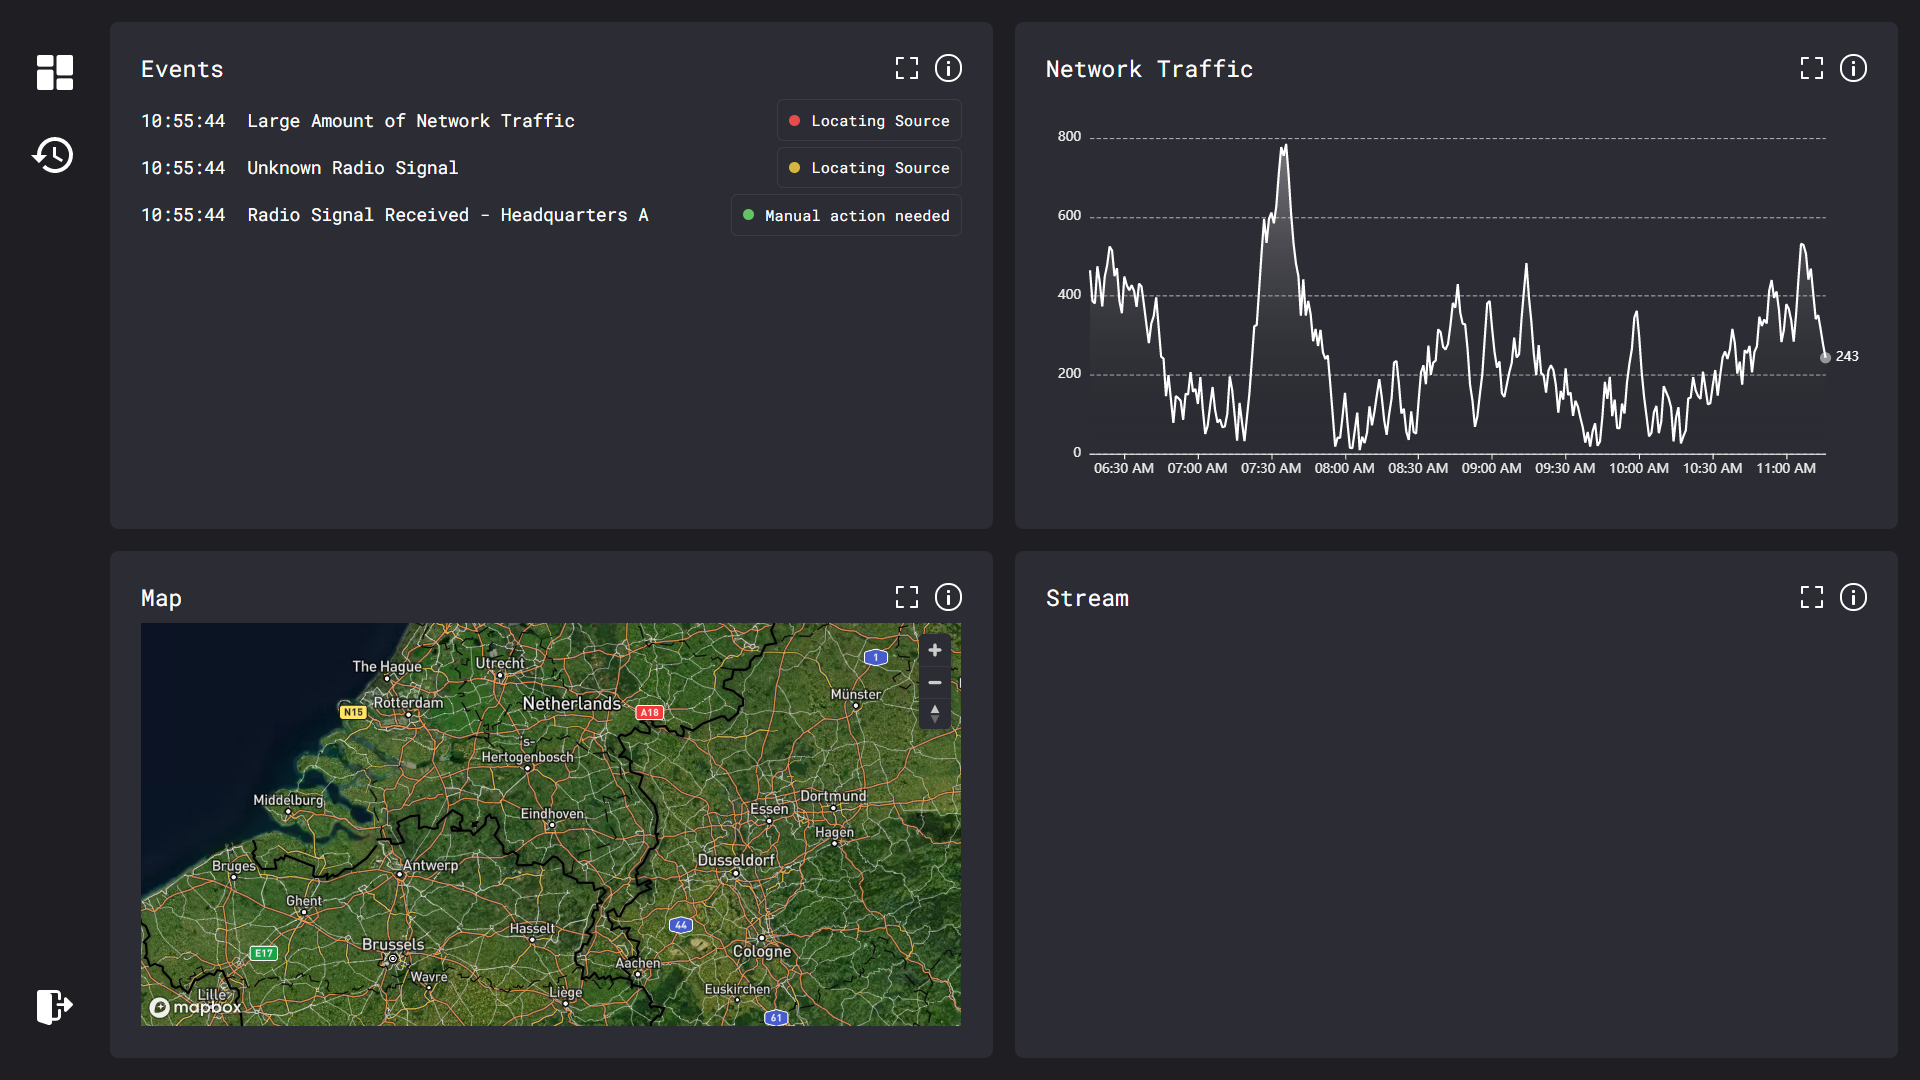 Events
10:55:44 Large Amount of Network Traffic Locating Source
10:55:44 Unknown Radio Signal Locating Source
10:55:44 Radio Signal Received - Headquarters A Manual action needed
Network Traffic
800
600
400
200
0
243
06:30 AM 07:00 AM 07:30 AM 08:00 AM 08:30 AM 09:00 AM 09:30 AM 10:00 AM 10:30 AM 11:00 AM
Map
1
The Hague
Utrecht
Münster
Rotterdam
Netherlands
N15
A18
's-
Hertogenbosch
Middelburg
Dortmund
Essen
Eindhoven
Hagen
Bruges
Antwerp
Dusseldorf
Ghent
44
Hasselt
Brussels
Cologne
E17
Aachen
Wavre
Euskirchen
Liège
Lille
mapbox
61
Stream